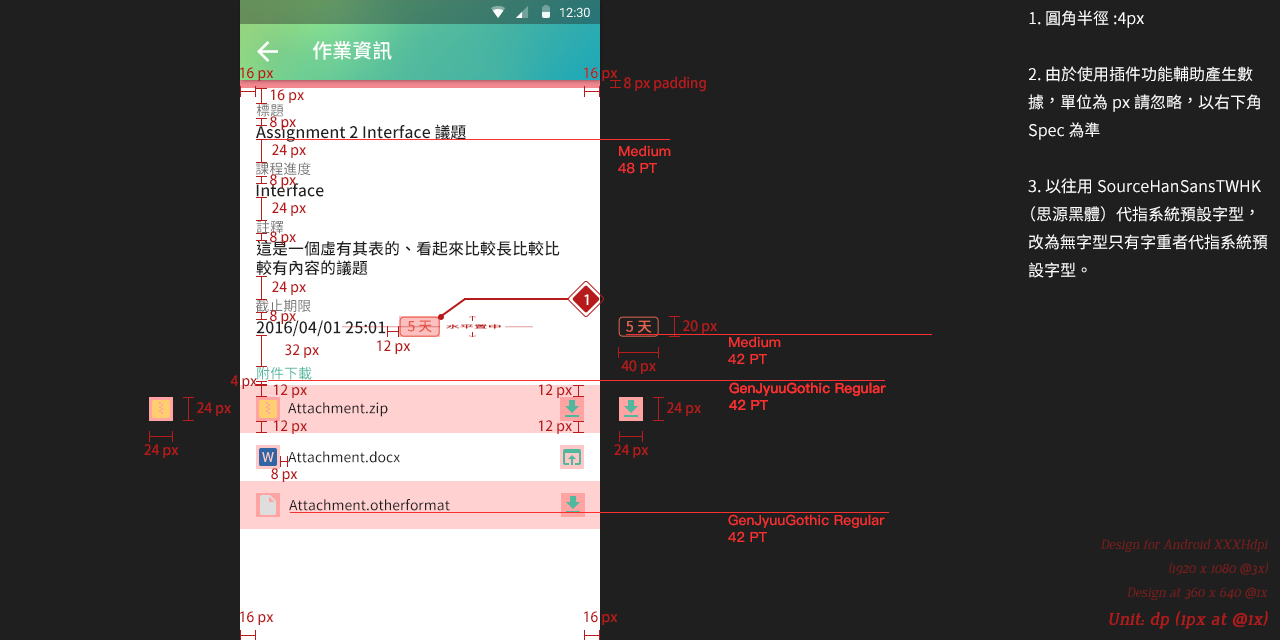 12:30
作業資訊
16 px
16 px
8 px padding
16 px
標題
8 px
Assignment 2 Interface 議題
24 px
Medium
48 PT
課程進度
8 px
Interface
24 px
註釋
8 px
這是一個虛有其表的、看起來比較長比較比
較有內容的議題
24 px
截止期限
1
8 px
2016/04/01 25:01
5 天
水平置中
5 天
20 px
12 px
32 px
40 px
Medium
42 PT
附件下載
4 px
12 px
12 px
GenJyuuGothic Regular
42 PT
24 px
Attachment.zip
24 px
12 px
12 px
24 px
24 px
W
Attachment.docx
8 px
Attachment.otherformat
GenJyuuGothic Regular
42 PT
16 px
16 px
1. 圓角半徑 :4px
2. 由於使用插件功能輔助產生數
據，單位為 px 請忽略，以右下角
Spec 為準
3. 以往用 SourceHanSansTWHK
（思源黑體）代指系統預設字型，
改為無字型只有字重者代指系統預
設字型。
Design for Android XXXHdpi
(1920 x 1080 @3x)
Design at 360 x 640 @1x
Unit: dp (1px at @1x)